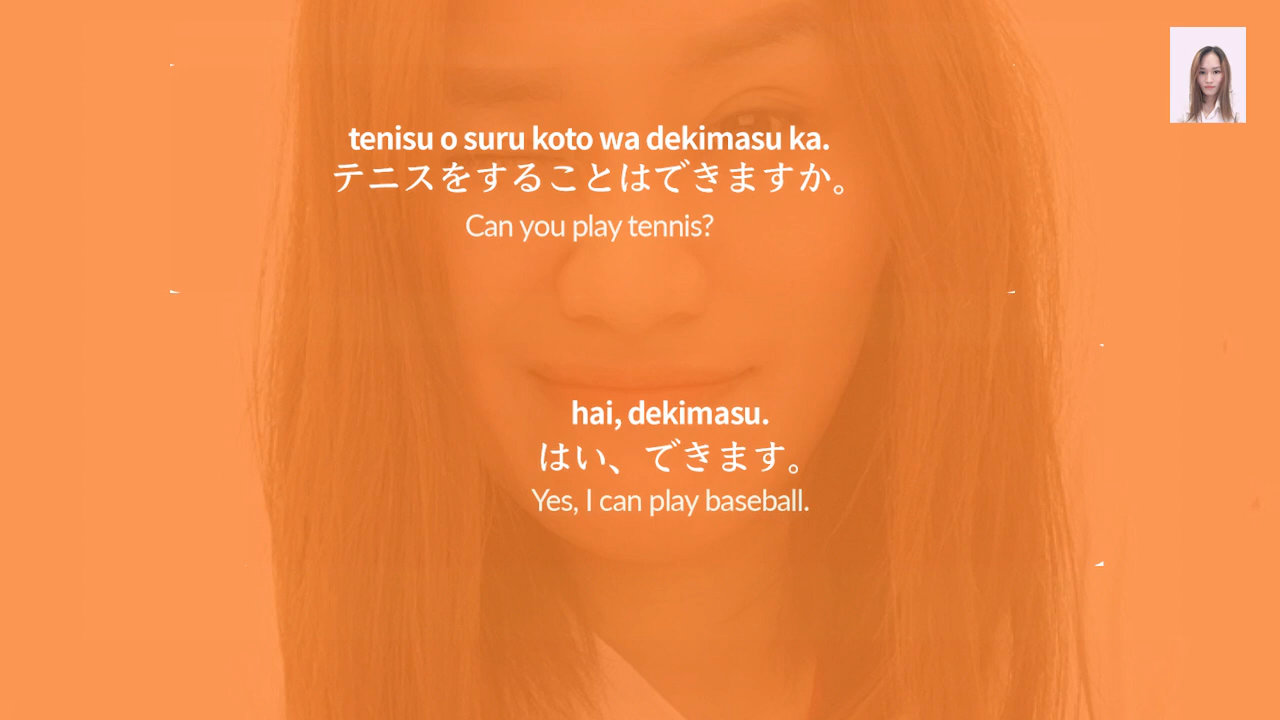 tenisu o suru koto wa dekimasu ka.
テニスをすることはできますか。
Can you play tennis?
hai, dekimasu.
はい、できます。
Yes, I can play baseball.